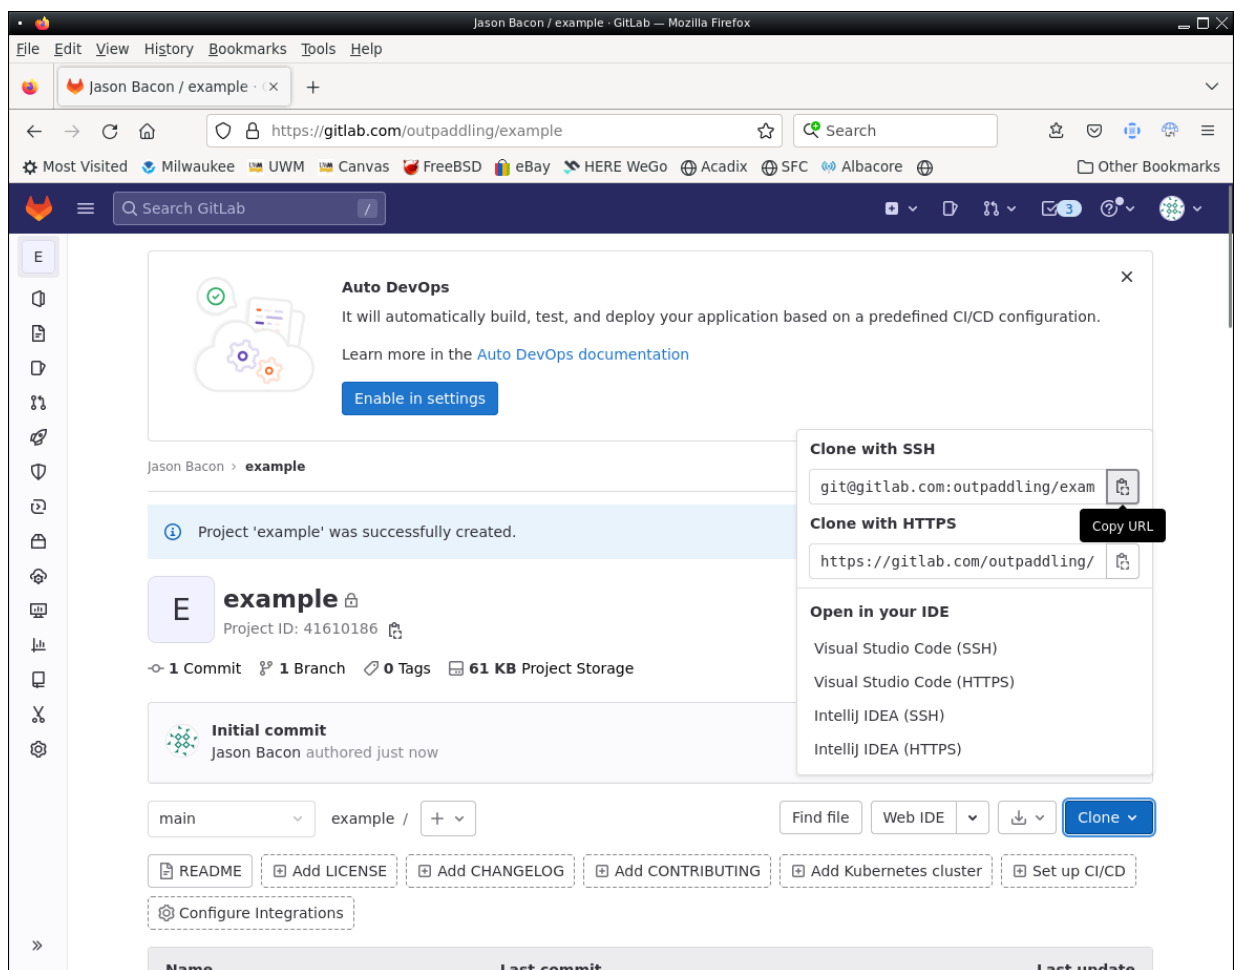 Jason Bacon / example · GitLab — Mozilla Firefox
File Edit View History Bookmarks Tools Help
Jason Bacon / example ·
https://gitlab.com/outpaddling/example
Search
Most Visited Milwaukee UWM Canvas FreeBSD eBay HERE WeGo Acadix SFC Albacore Other Bookmarks
Search GitLab /
3
E
Auto DevOps
It will automatically build, test, and deploy your application based on a predefined CI/CD configuration.
Learn more in the Auto DevOps documentation
Enable in settings
Jason Bacon › example
Project 'example' was successfully created.
E
example
Project ID: 41610186
1 Commit 1 Branch 0 Tags 61 KB Project Storage
Initial commit
Jason Bacon authored just now
Clone with SSH
git@gitlab.com:outpaddling/exam
Copy URL
Clone with HTTPS
https://gitlab.com/outpaddling/
Open in your IDE
Visual Studio Code (SSH)
Visual Studio Code (HTTPS)
IntelliJ IDEA (SSH)
IntelliJ IDEA (HTTPS)
main example / + Find file Web IDE Clone
README Add LICENSE Add CHANGELOG Add CONTRIBUTING Add Kubernetes cluster Set up CI/CD
Configure Integrations
Name Last commit Last update